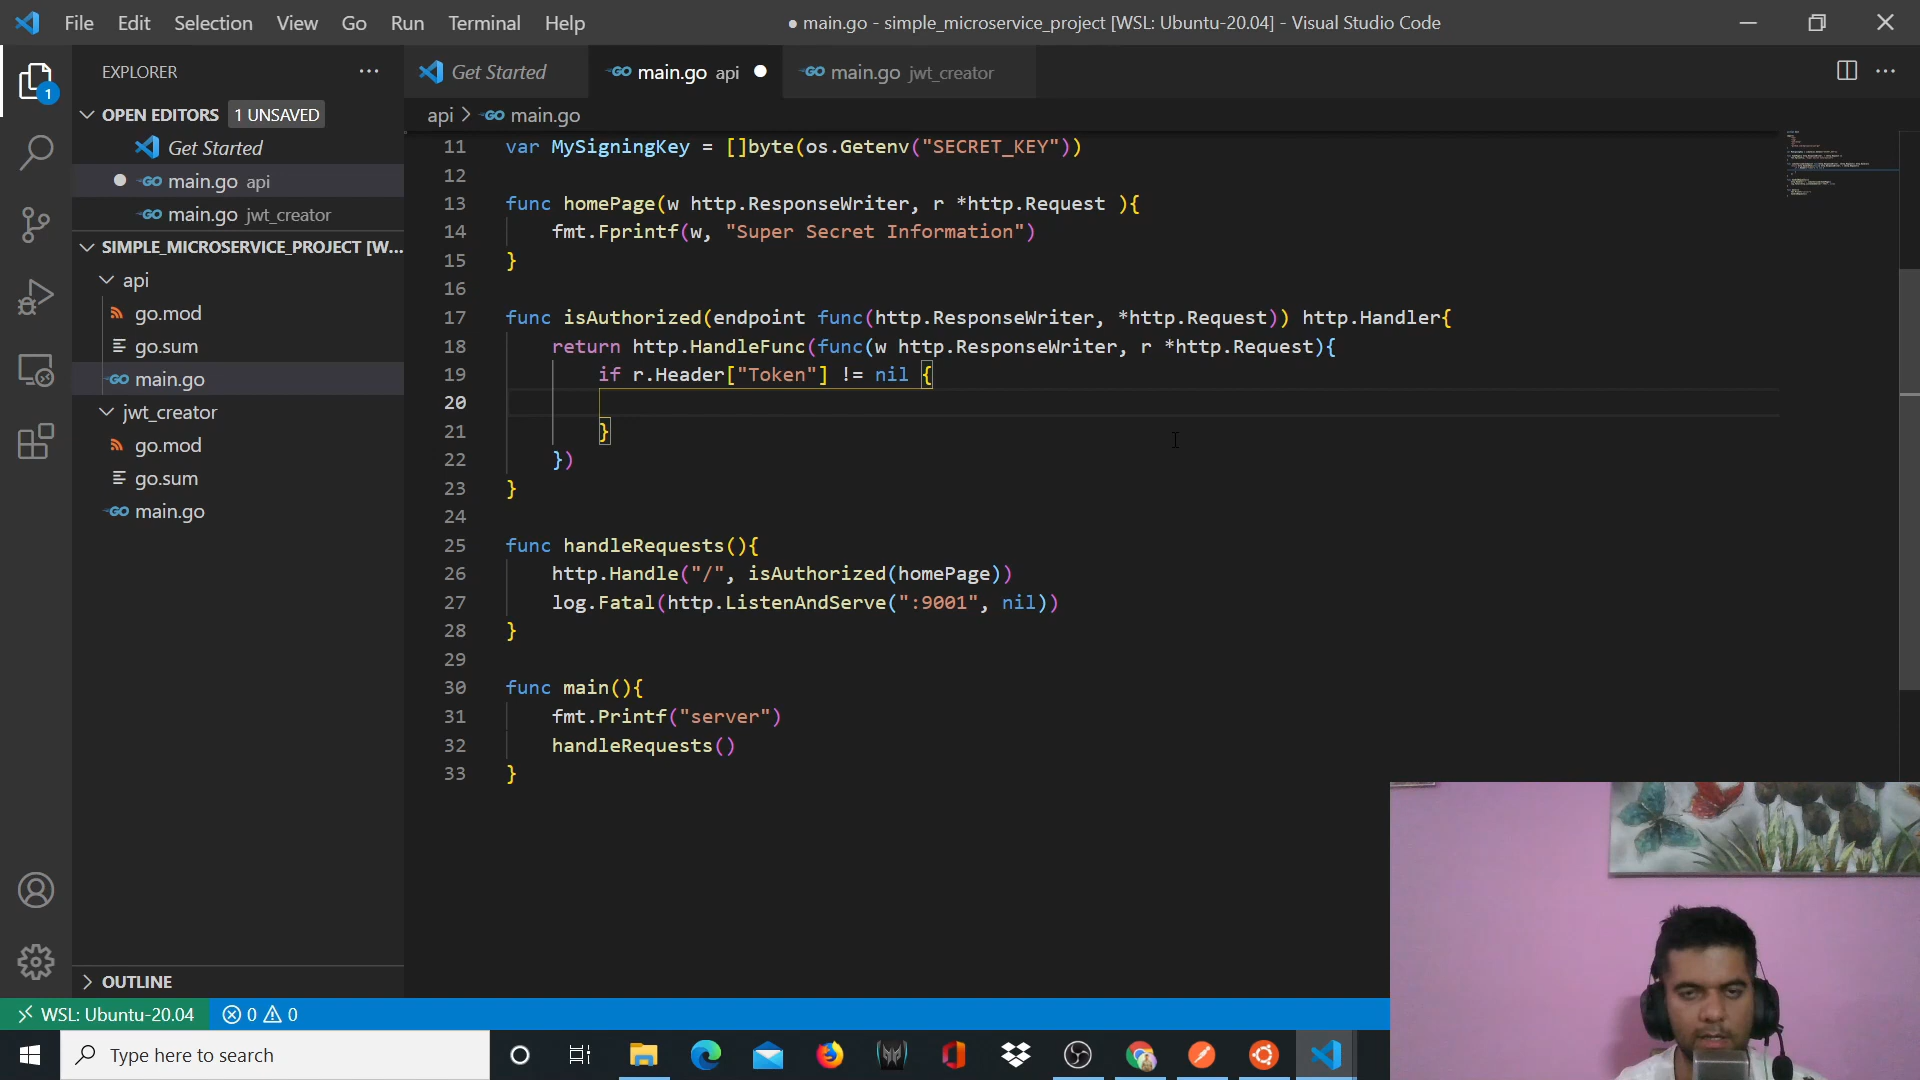 File Edit Selection View Go Run Terminal Help
● main.go - simple_microservice_project [WSL: Ubuntu-20.04] - Visual Studio Code
EXPLORER
OPEN EDITORS 1 UNSAVED
Get Started
main.go api
main.go jwt_creator
SIMPLE_MICROSERVICE_PROJECT [W...
api
go.mod
go.sum
main.go
jwt_creator
go.mod
go.sum
main.go
OUTLINE
1
Get Started
main.go api
main.go jwt_creator
api > main.go
11 var MySigningKey = []byte(os.Getenv("SECRET_KEY"))
12
13 func homePage(w http.ResponseWriter, r *http.Request ){
14 fmt.Fprintf(w, "Super Secret Information")
15 }
16
17 func isAuthorized(endpoint func(http.ResponseWriter, *http.Request)) http.Handler{
18 return http.HandleFunc(func(w http.ResponseWriter, r *http.Request){
19 if r.Header["Token"] != nil {
20
21 }
22 })
23 }
24
25 func handleRequests(){
26 http.Handle("/", isAuthorized(homePage))
27 log.Fatal(http.ListenAndServe(":9001", nil))
28 }
29
30 func main(){
31 fmt.Printf("server")
32 handleRequests()
33 }
WSL: Ubuntu-20.04 0 0
Type here to search